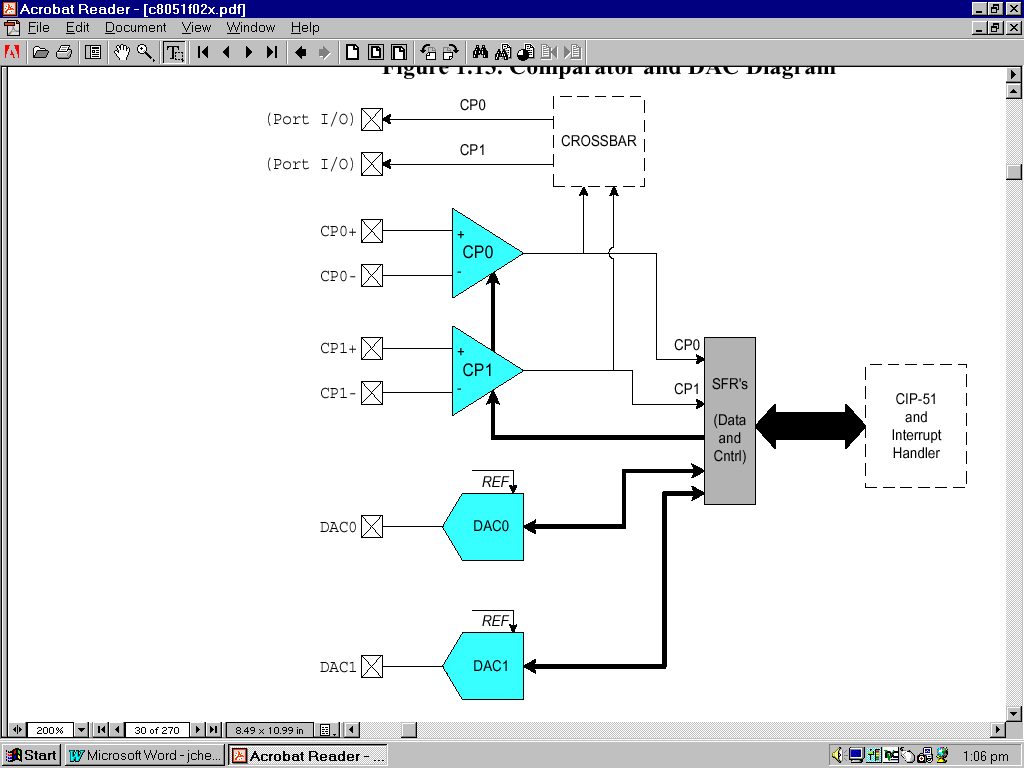 Acrobat Reader - [c8051f02x.pdf]
File Edit Document View Window Help
Figure 1.13. Comparator and DAC Diagram
CP0
(Port I/O)
CROSSBAR
CP1
(Port I/O)
CP0+
+
CP0
CP0-
-
CP1+
+
CP1
CP1-
-
CP0
CP1
SFR's
(Data
and
Cntrl)
CIP-51
and
Interrupt
Handler
REF
DAC0
DAC0
REF
DAC1
DAC1
200% 30 of 270 8.49 x 10.99 in
Start Microsoft Word - jche... Acrobat Reader - ... 1:06 pm